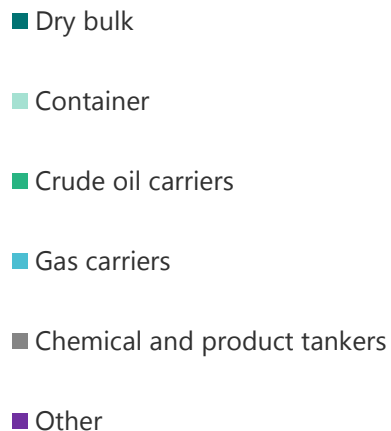 Dry bulk
Container
Crude oil carriers
Gas carriers
Chemical and product tankers
Other